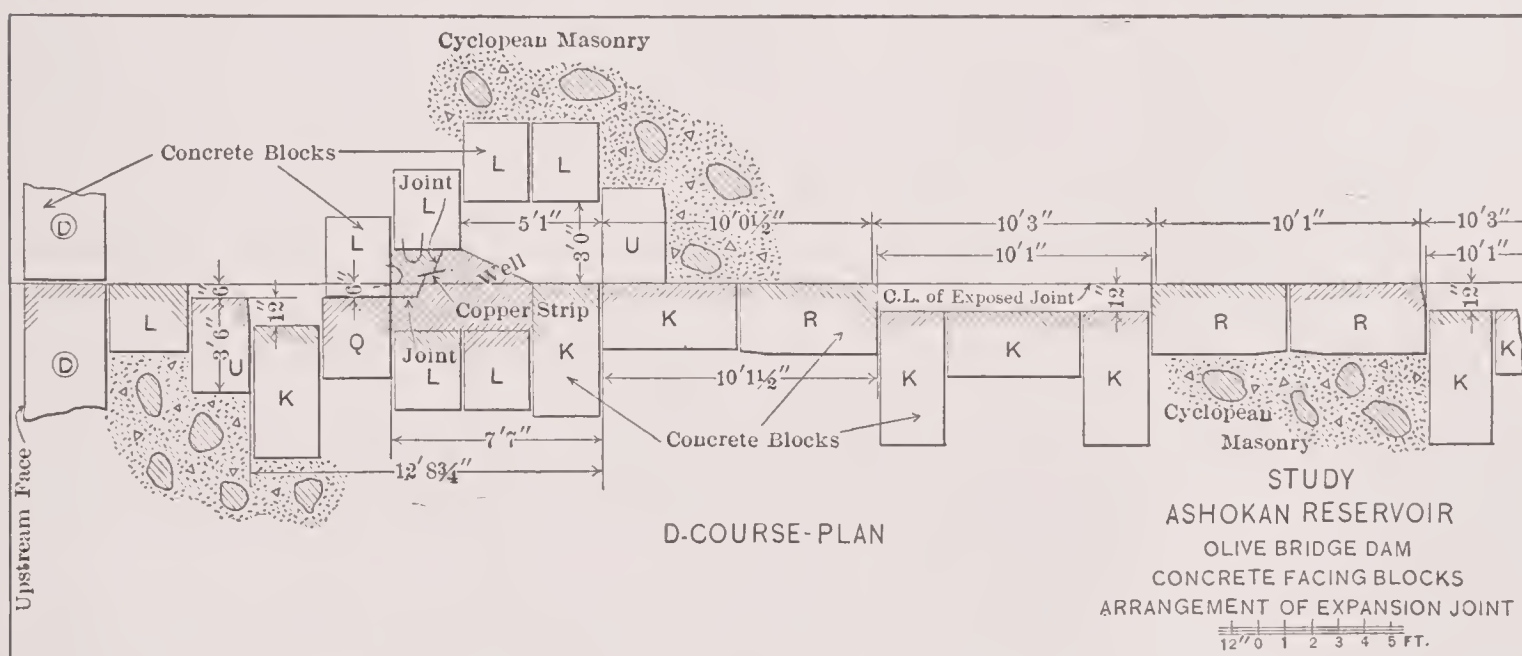 Cyclopean Masonry
Concrete Blocks
Joint
L
L
L
L
D
U
5'1"
10'0½"
10'3"
10'1"
10'3"
3'0"
10'1"
10'1"
Well
6"
6"
12"
C.L. of Exposed Joint
12"
12"
D
L
3'6"
U
K
Q
Copper Strip
Joint
L
L
K
K
R
K
K
K
R
R
K
K
10'1½"
Concrete Blocks
7'7"
12'8¾"
Cyclopean
Masonry
Upstream Face
D-COURSE-PLAN
STUDY
ASHOKAN RESERVOIR
OLIVE BRIDGE DAM
CONCRETE FACING BLOCKS
ARRANGEMENT OF EXPANSION JOINT
12" 0 1 2 3 4 5 FT.